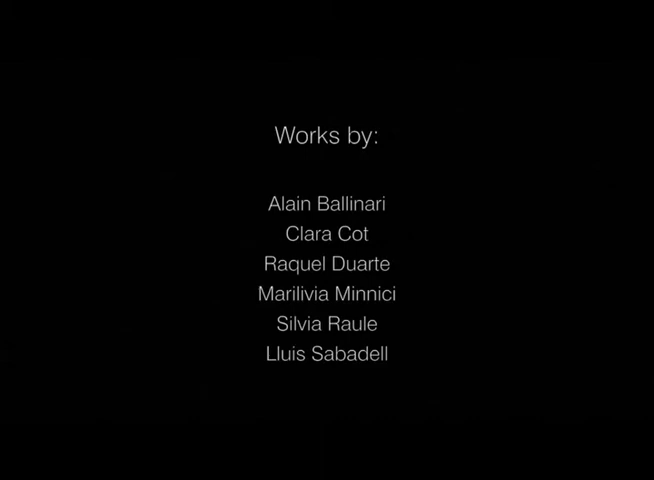 Works by:
Alain Ballinari
Clara Cot
Raquel Duarte
Marilivia Minnici
Silvia Raule
Lluis Sabadell